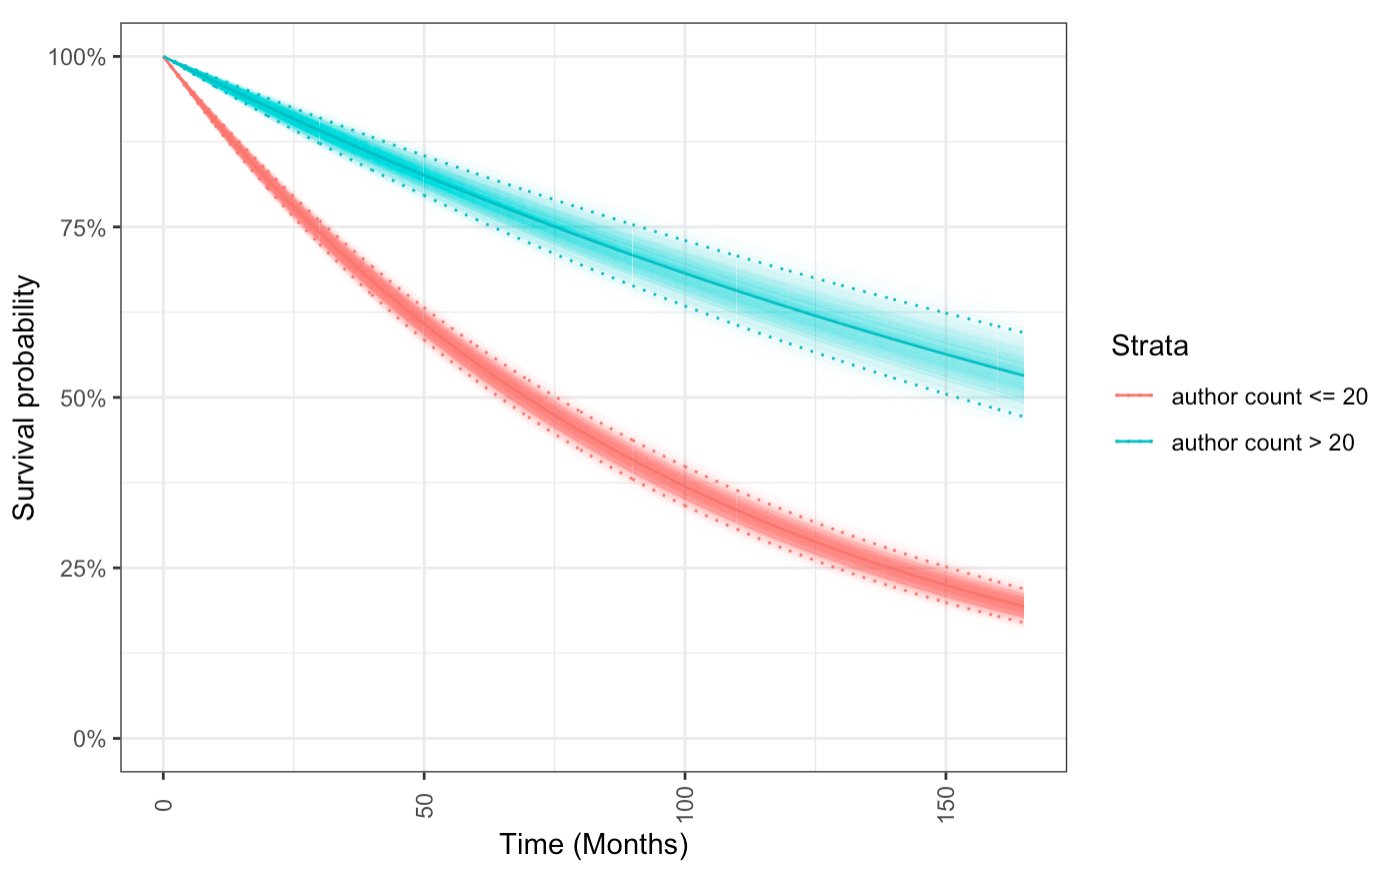 Survival probability
100%
75%
50%
25%
0%
0
50
100
150
Time (Months)
Strata
author count <= 20
author count > 20